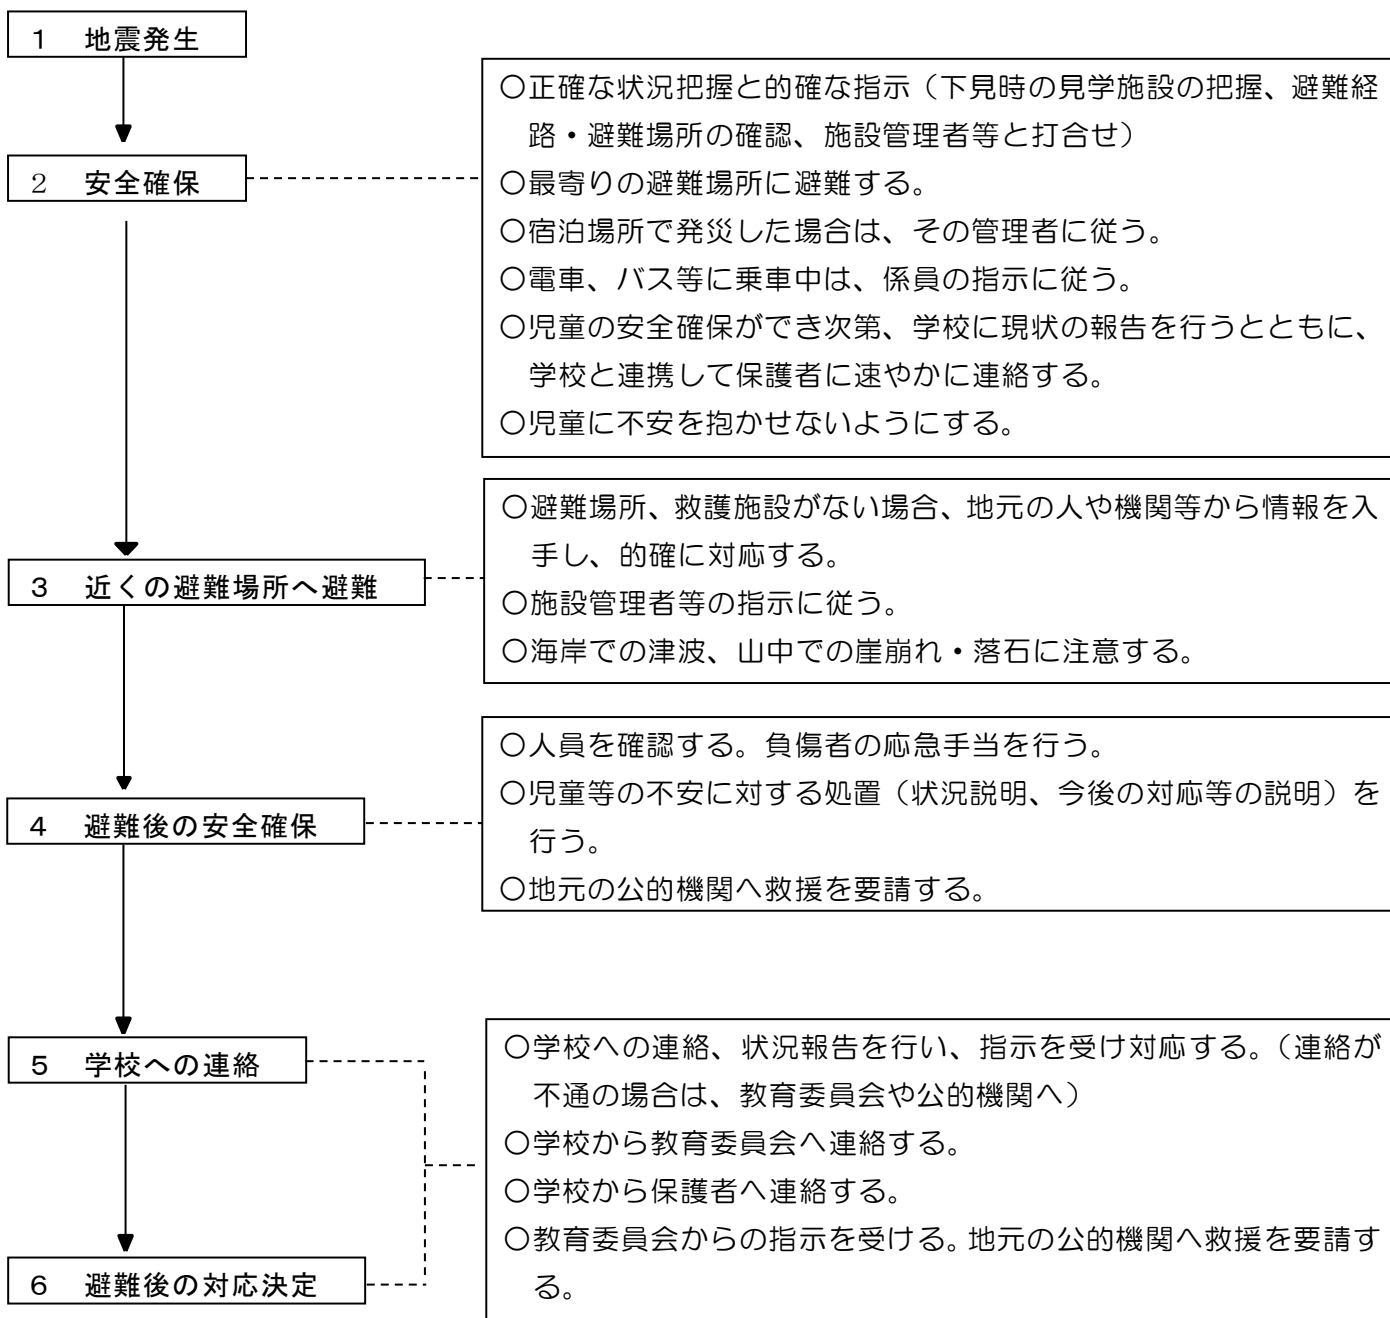 １　地震発生
２　安全確保
〇正確な状況把握と的確な指示（下見時の見学施設の把握、避難経
路・避難場所の確認、施設管理者等と打合せ）
〇最寄りの避難場所に避難する。
〇宿泊場所で発災した場合は、その管理者に従う。
〇電車、バス等に乗車中は、係員の指示に従う。
〇児童の安全確保ができ次第、学校に現状の報告を行うとともに、
学校と連携して保護者に速やかに連絡する。
〇児童に不安を抱かせないようにする。
３　近くの避難場所へ避難
〇避難場所、救護施設がない場合、地元の人や機関等から情報を入
手し、的確に対応する。
〇施設管理者等の指示に従う。
〇海岸での津波、山中での崖崩れ・落石に注意する。
４　避難後の安全確保
〇人員を確認する。負傷者の応急手当を行う。
〇児童等の不安に対する処置（状況説明、今後の対応等の説明）を
行う。
〇地元の公的機関へ救援を要請する。
５　学校への連絡
６　避難後の対応決定
〇学校への連絡、状況報告を行い、指示を受け対応する。（連絡が
不通の場合は、教育委員会や公的機関へ）
〇学校から教育委員会へ連絡する。
〇学校から保護者へ連絡する。
〇教育委員会からの指示を受ける。地元の公的機関へ救援を要請す
る。